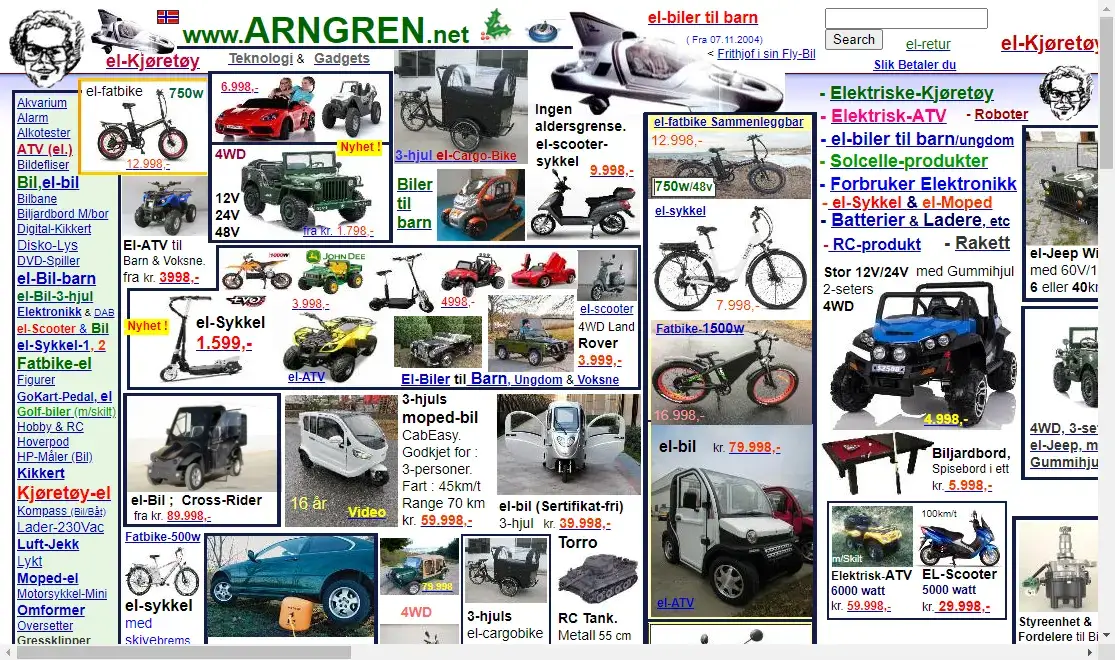 www.ARNGREN.net
el-Kjøretøy
Teknologi & Gadgets
el-biler til barn
( Fra 07.11.2004)
< Frithjof i sin Fly-Bil
Search
el-retur
Slik Betaler du
el-Kjøretøy
Akvarium
Alarm
Alkotester
ATV (el.)
Bildefliser
Bil,el-bil
Bilbane
Biljardbord M/bor
Digital-Kikkert
Disko-Lys
DVD-Spiller
el-Bil-barn
el-Bil-3-hjul
Elektronikk & DAB
el-Scooter & Bil
el-Sykkel-1, 2
Fatbike-el
Figurer
GoKart-Pedal, el
Golf-biler (m/skilt)
Hobby & RC
Hoverpod
HP-Måler (Bil)
Kikkert
Kjøretøy-el
Kompass (Bil/Båt)
Lader-230Vac
Luft-Jekk
Lykt
Moped-el
Motorsykkel-Mini
Omformer
Oversetter
Gressklipper
el-fatbike
750w
12.998,-
6.998,-
Nyhet !
4WD
12V
24V
48V
fra kr. 1.798,-
3-hjul el-Cargo-Bike
Biler
til
barn
Ingen
aldersgrense.
el-scooter-
sykkel
9.998,-
El-ATV til
Barn & Voksne.
fra kr. 3998,-
1000W
JOHN DEERE
3.998,-
4998,-
el-scooter
4WD Land
Rover
3.999,-
Nyhet !
EVO
el-Sykkel
1.599,-
el-ATV
El-Biler til Barn, Ungdom & Voksne
el-fatbike Sammenleggbar
12.998,-
750w/48v
el-sykkel
7.998,-
Fatbike-1500w
16 998,-
el-bil kr. 79.998,-
el-ATV
- Elektriske-Kjøretøy
- Elektrisk-ATV
- Roboter
- el-biler til barn/ungdom
- Solcelle-produkter
- Forbruker Elektronikk
- el-Sykkel & el-Moped
- Batterier & Ladere, etc
- RC-produkt
- Rakett
Stor 12V/24V med Gummihjul
2-seters
4WD
S2588
4.998,-
el-Jeep Wi
med 60V/1
6 eller 40k
4WD, 3-se
el-Jeep, m
Gummihju
Biljardbord,
Spisebord i ett
kr. 5.998,-
el-Bil ; Cross-Rider
fra kr. 89.998,-
16 år
Video
3-hjuls
moped-bil
CabEasy.
Godkjet for :
3-personer.
Fart : 45km/t
Range 70 km
kr. 59.998,-
el-bil (Sertifikat-fri)
3-hjul kr. 39.998,-
Fatbike-500w
el-sykkel
med
skivebrems
79.998
4WD
3-hjuls
el-cargobike
Torro
RC Tank.
Metall 55 cm
m/Skilt
Elektrisk-ATV
6000 watt
kr. 59.998,-
100km/t
EL-Scooter
5000 watt
kr. 29.998,-
Styreenhet &
Fordelere til Bi